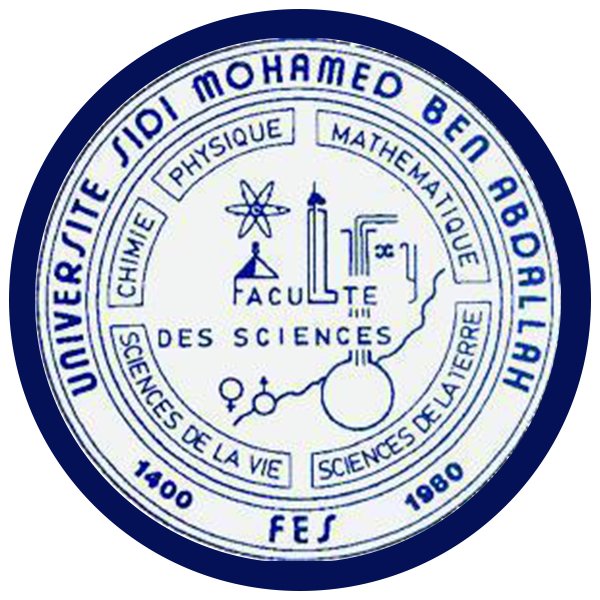 UNIVERSITE SIDI MOHAMED BEN ABDALLAH
CHIMIE
PHYSIQUE
MATHEMATIQUE
FACULTE
DES SCIENCES
SCIENCES DE LA VIE
SCIENCES DE LA TERRE
1400
FES
1980